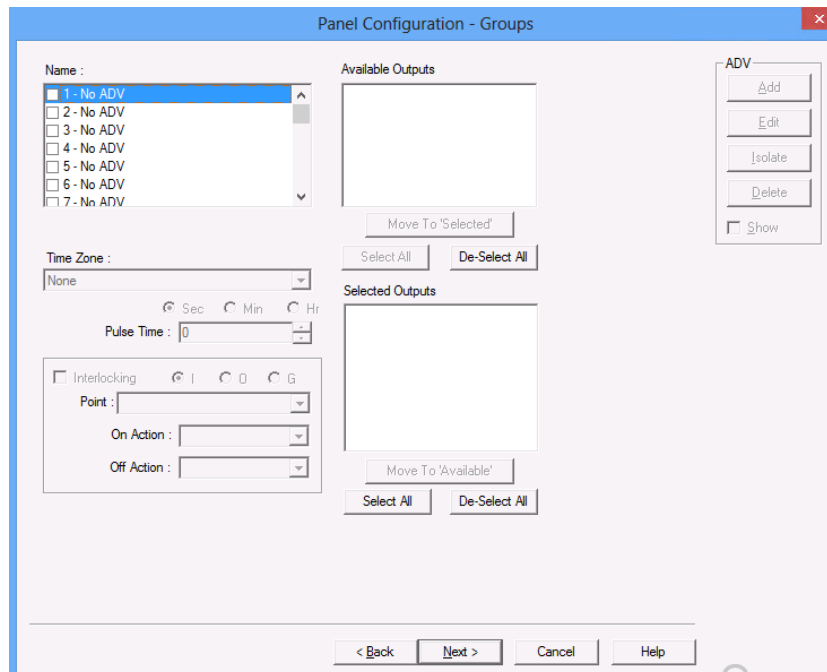 Panel Configuration - Groups
Name :
1 - No ADV
2 - No ADV
3 - No ADV
4 - No ADV
5 - No ADV
6 - No ADV
7 - No ADV
Time Zone :
None
Sec Min Hr
Pulse Time : 0
Interlocking I O G
Point :
On Action :
Off Action :
Available Outputs
Move To 'Selected'
Select All De-Select All
Selected Outputs
Move To 'Available'
Select All De-Select All
ADV
Add
Edit
Isolate
Delete
Show
< Back Next > Cancel Help